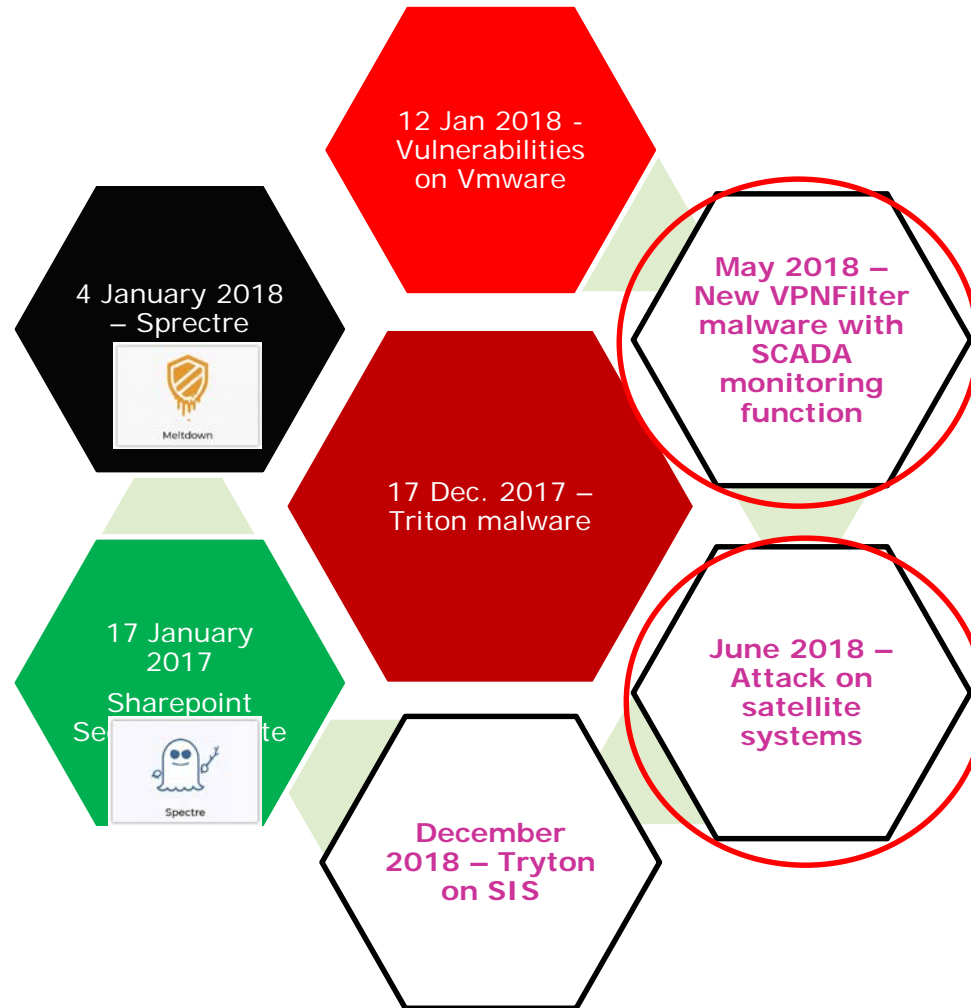 12 Jan 2018 -
Vulnerabilities
on Vmware
4 January 2018
– Sprectre
Meltdown
May 2018 –
New VPNFilter
malware with
SCADA
monitoring
function
17 Dec. 2017 –
Triton malware
17 January
2017
Sharepoint
Spectre
June 2018 –
Attack on
satellite
systems
December
2018 – Tryton
on SIS